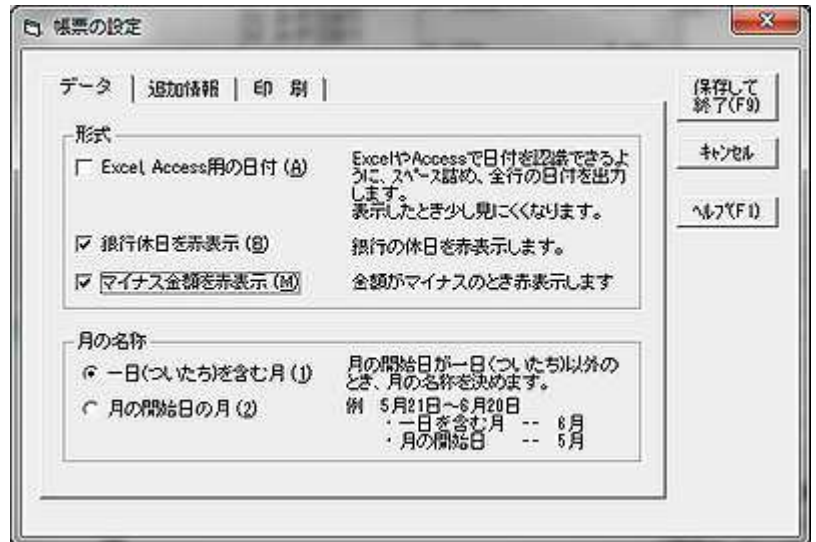 帳票の設定
データ
追加情報
印 刷
保存して
終了(F9)
キャンセル
ヘルプ(F1)
形式
Excel, Access用の日付 (A)
ExcelやAccessで日付を認識できるよ
うに、スペース詰め、全行の日付を出力
します。
表示したとき少し見にくくなります。
銀行休日を赤表示 (B)
銀行の休日を赤表示します。
マイナス金額を赤表示 (M)
金額がマイナスのとき赤表示します
月の名称
一日(ついたち)を含む月 (1)
月の開始日の月 (2)
月の開始日が一日(ついたち)以外の
とき、月の名称を決めます。
例 5月21日～6月20日
・一日を含む月 -- 6月
・月の開始日 -- 5月